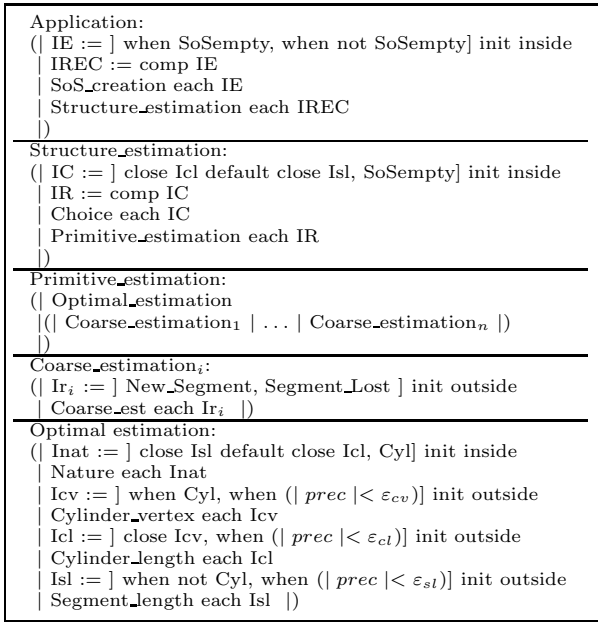 Application:
(| IE := ] when SoSempty, when not SoSempty] init inside
| IREC := comp IE
| SoS_creation each IE
| Structure_estimation each IREC
|)
Structure_estimation:
(| IC := ] close Icl default close Isl, SoSempty] init inside
| IR := comp IC
| Choice each IC
| Primitive_estimation each IR
|)
Primitive_estimation:
(| Optimal_estimation
|(| Coarse_estimation₁ | . . . | Coarse_estimationₙ |)
|)
Coarse_estimationᵢ:
(| Irᵢ := ] New_Segment, Segment_Lost ] init outside
| Coarse_est each Irᵢ |)
Optimal estimation:
(| Inat := ] close Isl default close Icl, Cyl] init inside
| Nature each Inat
| Icv := ] when Cyl, when (| prec |< ε_cv)] init outside
| Cylinder_vertex each Icv
| Icl := ] close Icv, when (| prec |< ε_cl)] init outside
| Cylinder_length each Icl
| Isl := ] when not Cyl, when (| prec |< ε_sl)] init outside
| Segment_length each Isl |)